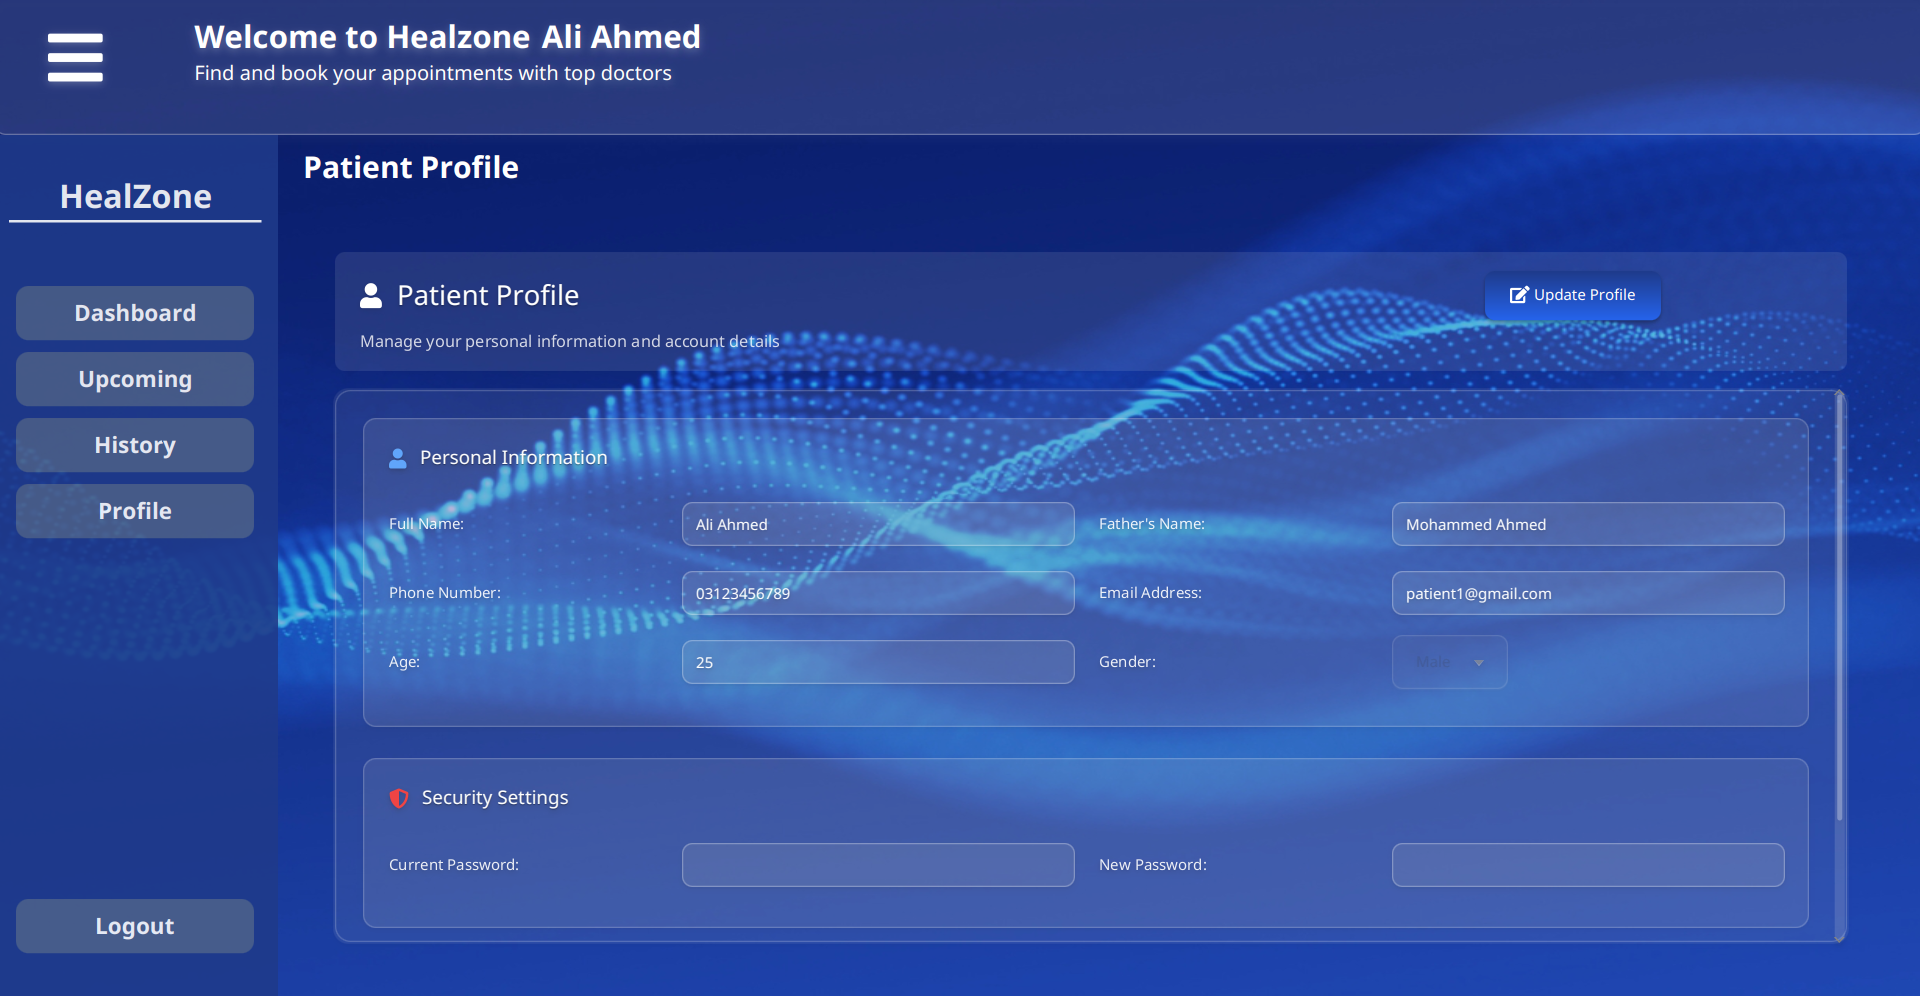 Welcome to Healzone Ali Ahmed
Find and book your appointments with top doctors
HealZone
Dashboard
Upcoming
History
Profile
Logout
Patient Profile
Patient Profile
Update Profile
Manage your personal information and account details
Personal Information
Full Name: Ali Ahmed Father's Name: Mohammed Ahmed
Phone Number: 03123456789 Email Address: patient1@gmail.com
Age: 25 Gender: Male
Security Settings
Current Password: New Password: